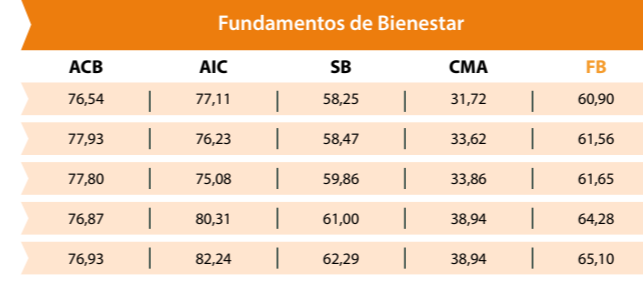 Fundamentos de Bienestar
ACB AIC SB CMA FB
76,54 | 77,11 | 58,25 | 31,72 | 60,90
77,93 | 76,23 | 58,47 | 33,62 | 61,56
77,80 | 75,08 | 59,86 | 33,86 | 61,65
76,87 | 80,31 | 61,00 | 38,94 | 64,28
76,93 | 82,24 | 62,29 | 38,94 | 65,10